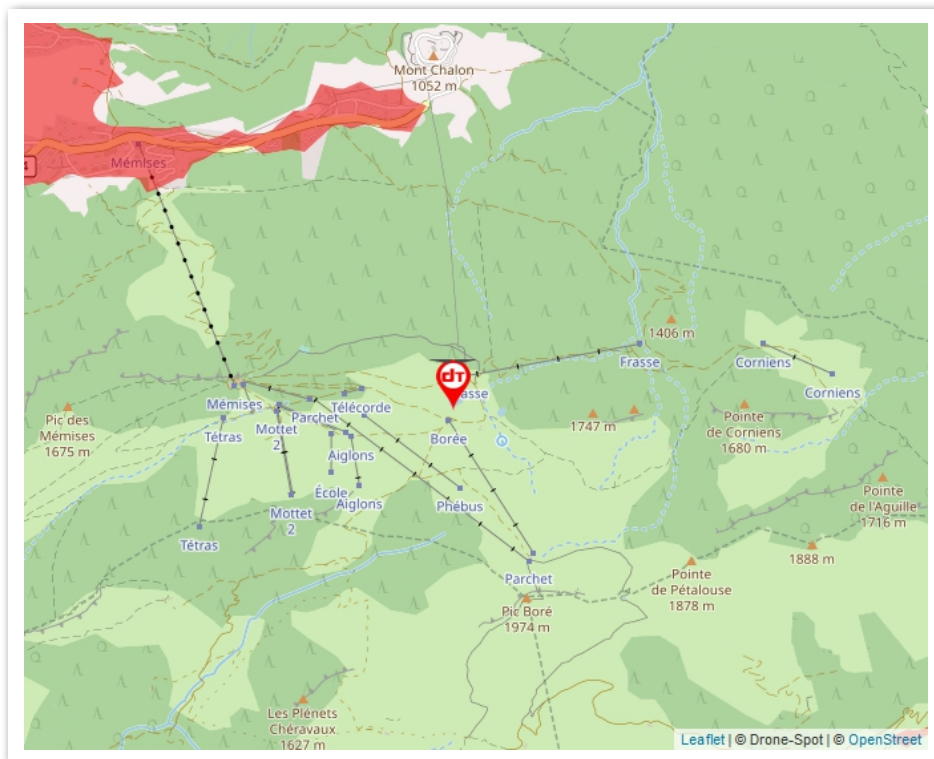 Mont Chalon
1052 m
Mémises
4
1406 m
Frasse
Corniens
Corniens
asse
Mémises
Télécorde
Parchet
Pic des
Mémises
1675 m
Tétras
Mottet
2
Borée
1747 m
Pointe
de Corniens
1680 m
Aiglons
École
Aiglons
Phébus
Mottet
2
Pointe
de l'Aguille
1716 m
Tétras
1888 m
Parchet
Pointe
de Pétalouse
1878 m
Pic Boré
1974 m
Les Plénets
Chéravaux
1627 m
Leaflet | © Drone-Spot | © OpenStreet